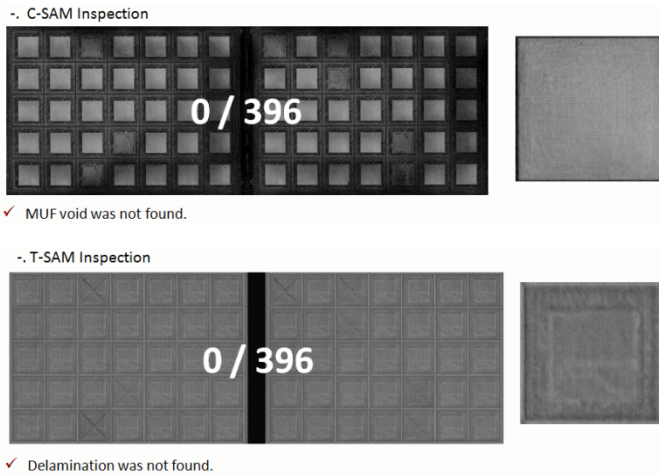 -. C-SAM Inspection
0 / 396
✓ MUF void was not found.
-. T-SAM Inspection
0 / 396
✓ Delamination was not found.